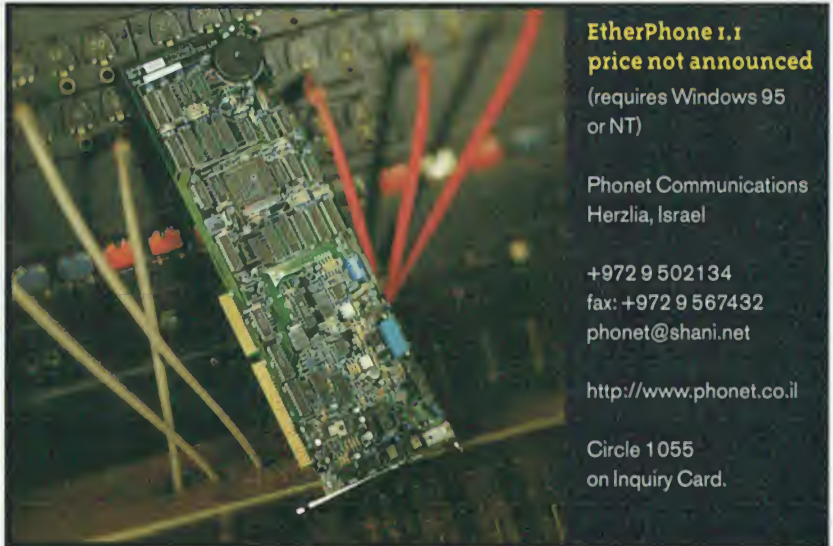 EtherPhone 1.1
price not announced
(requires Windows 95
or NT)
Phonet Communications
Herzlia, Israel
+972 9 502134
fax: +972 9 567432
phonet@shani.net
http://www.phonet.co.il
Circle 1055
on Inquiry Card.